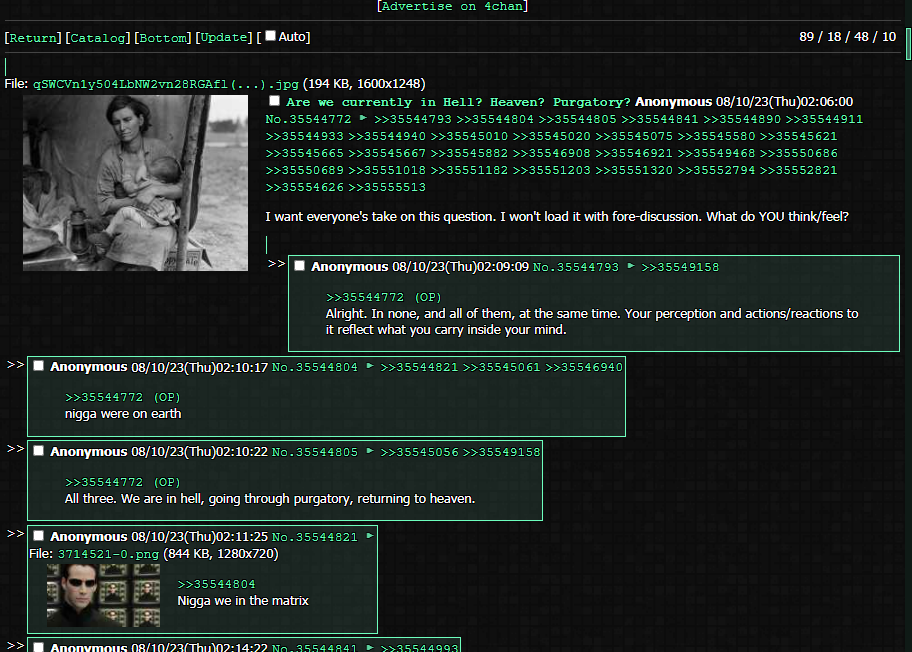 [Advertise on 4chan]
[Return] [Catalog] [Bottom] [Update] [ Auto]
89 / 18 / 48 / 10
File: qSWCVn1y504LbNW2vn28RGAfl(...).jpg (194 KB, 1600x1248)
Are we currently in Hell? Heaven? Purgatory? Anonymous 08/10/23(Thu)02:06:00
No.35544772 ▶ >>35544793 >>35544804 >>35544805 >>35544841 >>35544890 >>35544911
>>35544933 >>35544940 >>35545010 >>35545020 >>35545075 >>35545580 >>35545621
>>35545665 >>35545667 >>35545882 >>35546908 >>35546921 >>35549468 >>35550686
>>35550689 >>35551018 >>35551182 >>35551203 >>35551320 >>35552794 >>35552821
>>35554626 >>35555513
I want everyone's take on this question. I won't load it with fore-discussion. What do YOU think/feel?
>> Anonymous 08/10/23(Thu)02:09:09 No.35544793 ▶ >>35549158
>>35544772 (OP)
Alright. In none, and all of them, at the same time. Your perception and actions/reactions to
it reflect what you carry inside your mind.
>> Anonymous 08/10/23(Thu)02:10:17 No.35544804 ▶ >>35544821 >>35545061 >>35546940
>>35544772 (OP)
nigga were on earth
>> Anonymous 08/10/23(Thu)02:10:22 No.35544805 ▶ >>35545056 >>35549158
>>35544772 (OP)
All three. We are in hell, going through purgatory, returning to heaven.
>> Anonymous 08/10/23(Thu)02:11:25 No.35544821 ▶
File: 3714521-0.png (844 KB, 1280x720)
>>35544804
Nigga we in the matrix
>> Anonymous 08/10/23(Thu)02:14:22 No.35544841 ▶ >>35544993